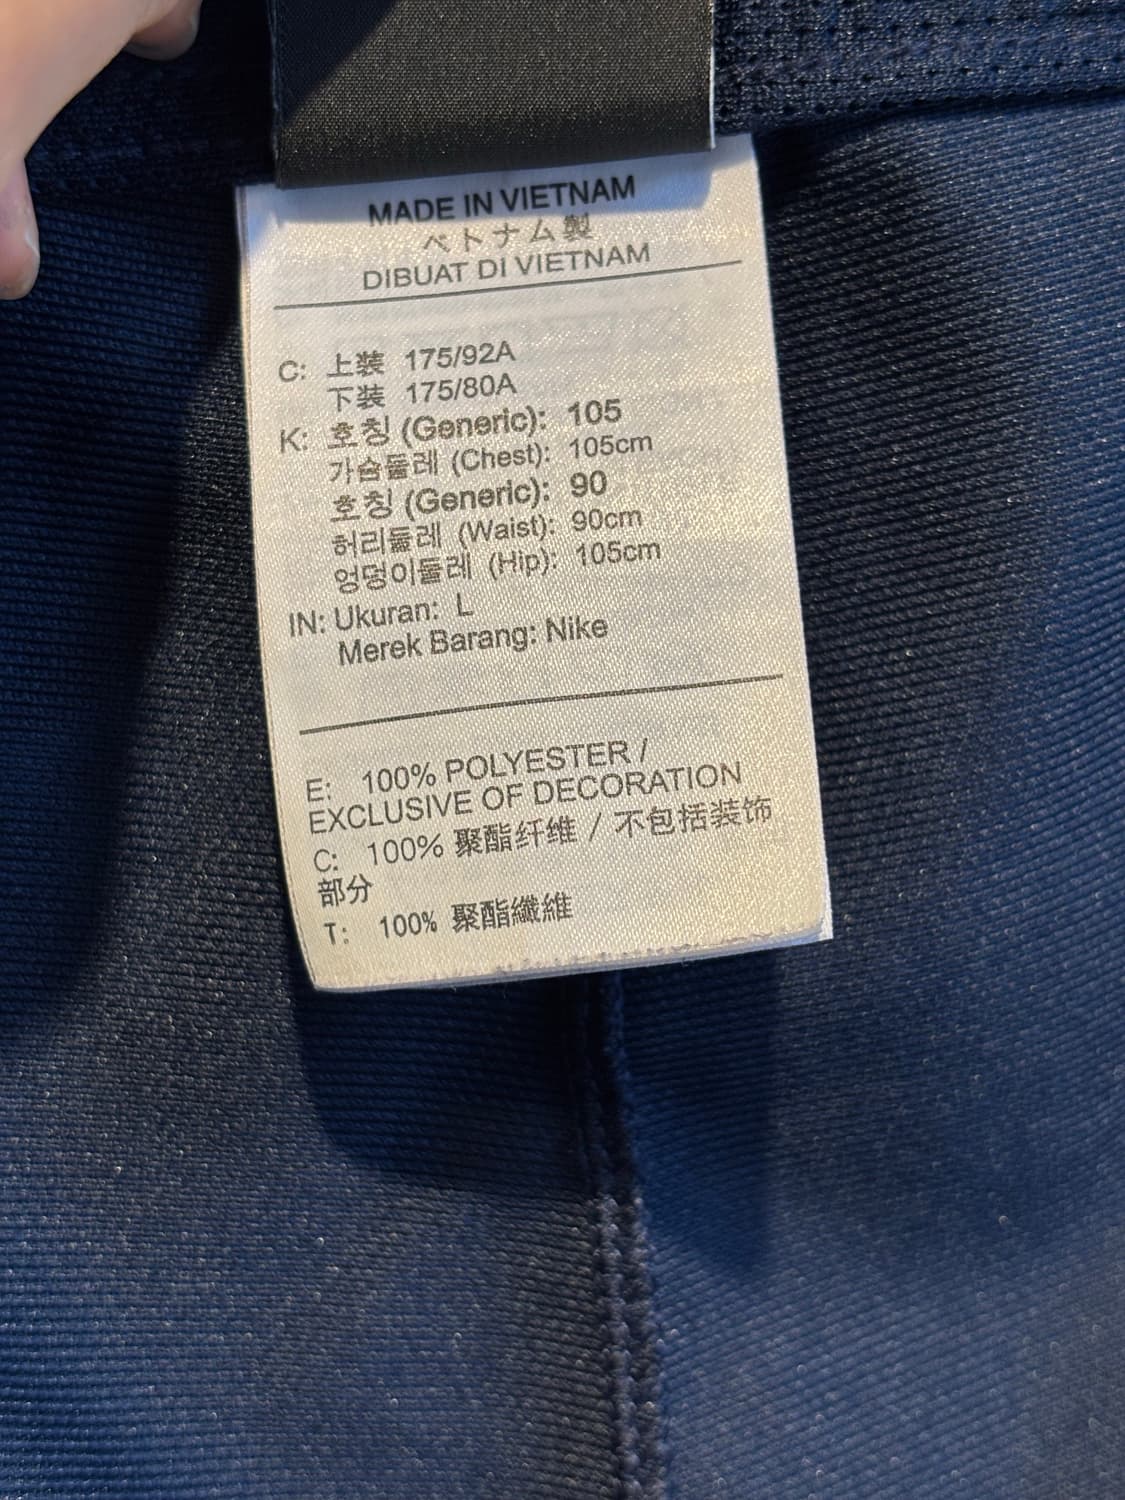 MADE IN VIETNAM
ベトナム製
DIBUAT DI VIETNAM
C: 上装 175/92A
下装 175/80A
K: 호칭 (Generic): 105
가슴둘레 (Chest): 105cm
호칭 (Generic): 90
허리둘레 (Waist): 90cm
엉덩이둘레 (Hip): 105cm
IN: Ukuran: L
Merek Barang: Nike
E: 100% POLYESTER /
EXCLUSIVE OF DECORATION
C: 100% 聚酯纤维 / 不包括装饰
部分
T: 100% 聚酯纖維